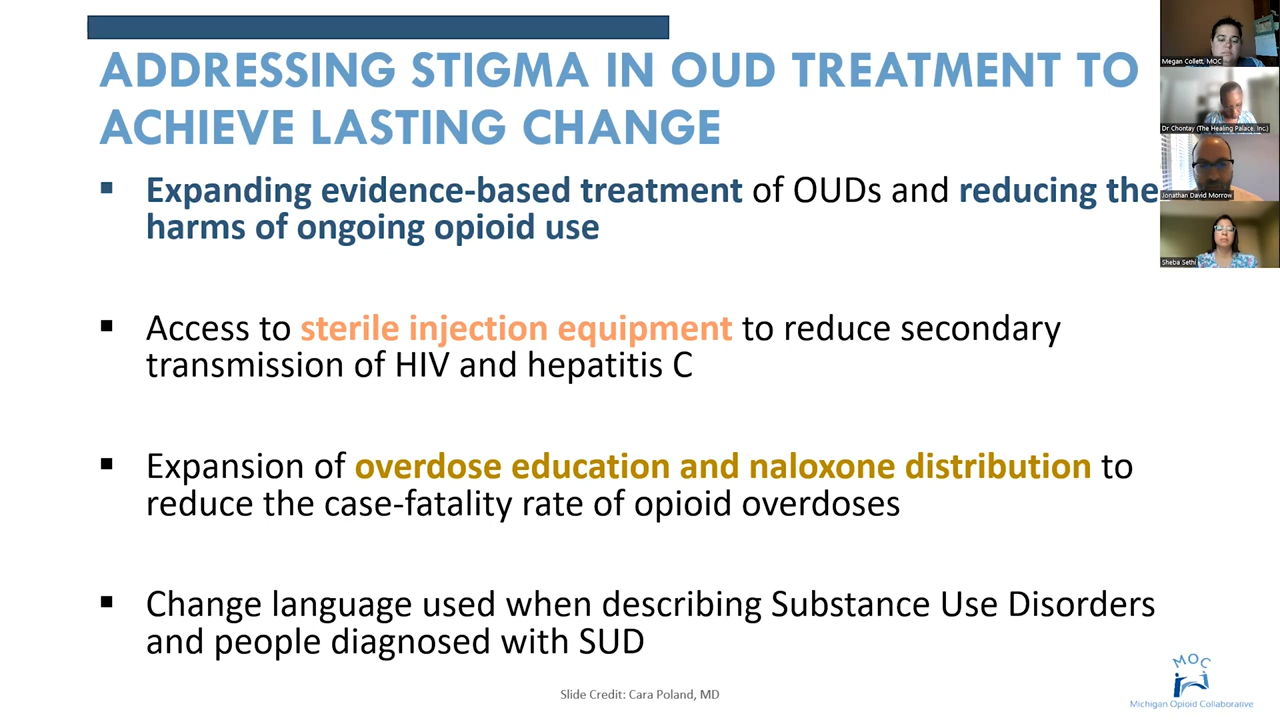 ADDRESSING STIGMA IN OUD TREATMENT TO
ACHIEVE LASTING CHANGE
▪ Expanding evidence-based treatment of OUDs and reducing the
harms of ongoing opioid use
▪ Access to sterile injection equipment to reduce secondary
transmission of HIV and hepatitis C
▪ Expansion of overdose education and naloxone distribution to
reduce the case-fatality rate of opioid overdoses
▪ Change language used when describing Substance Use Disorders
and people diagnosed with SUD
Slide Credit: Cara Poland, MD
MOC
Michigan Opioid Collaborative
Megan Collett, MOC
Dr Chontay (The Healing Palace, Inc.)
Jonathan David Morrow
Sheba Sethi